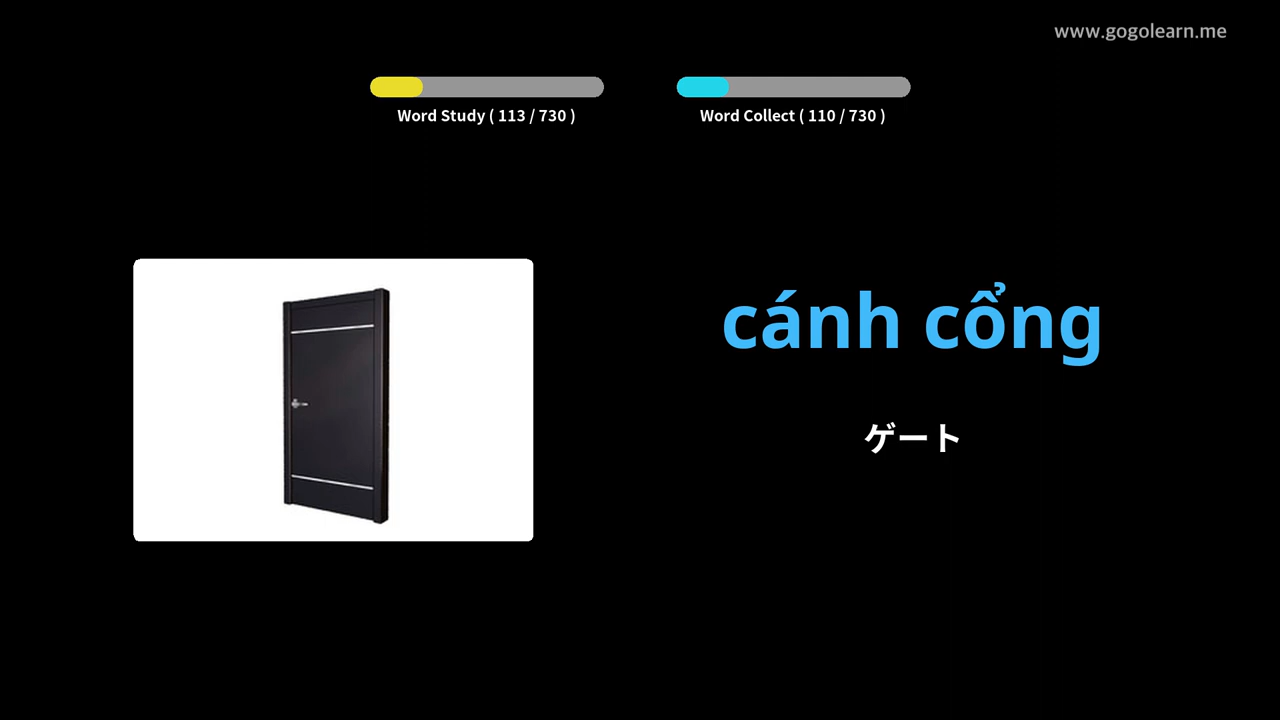 www.gogolearn.me
Word Study ( 113 / 730 )
Word Collect ( 110 / 730 )
cánh cổng
ゲート